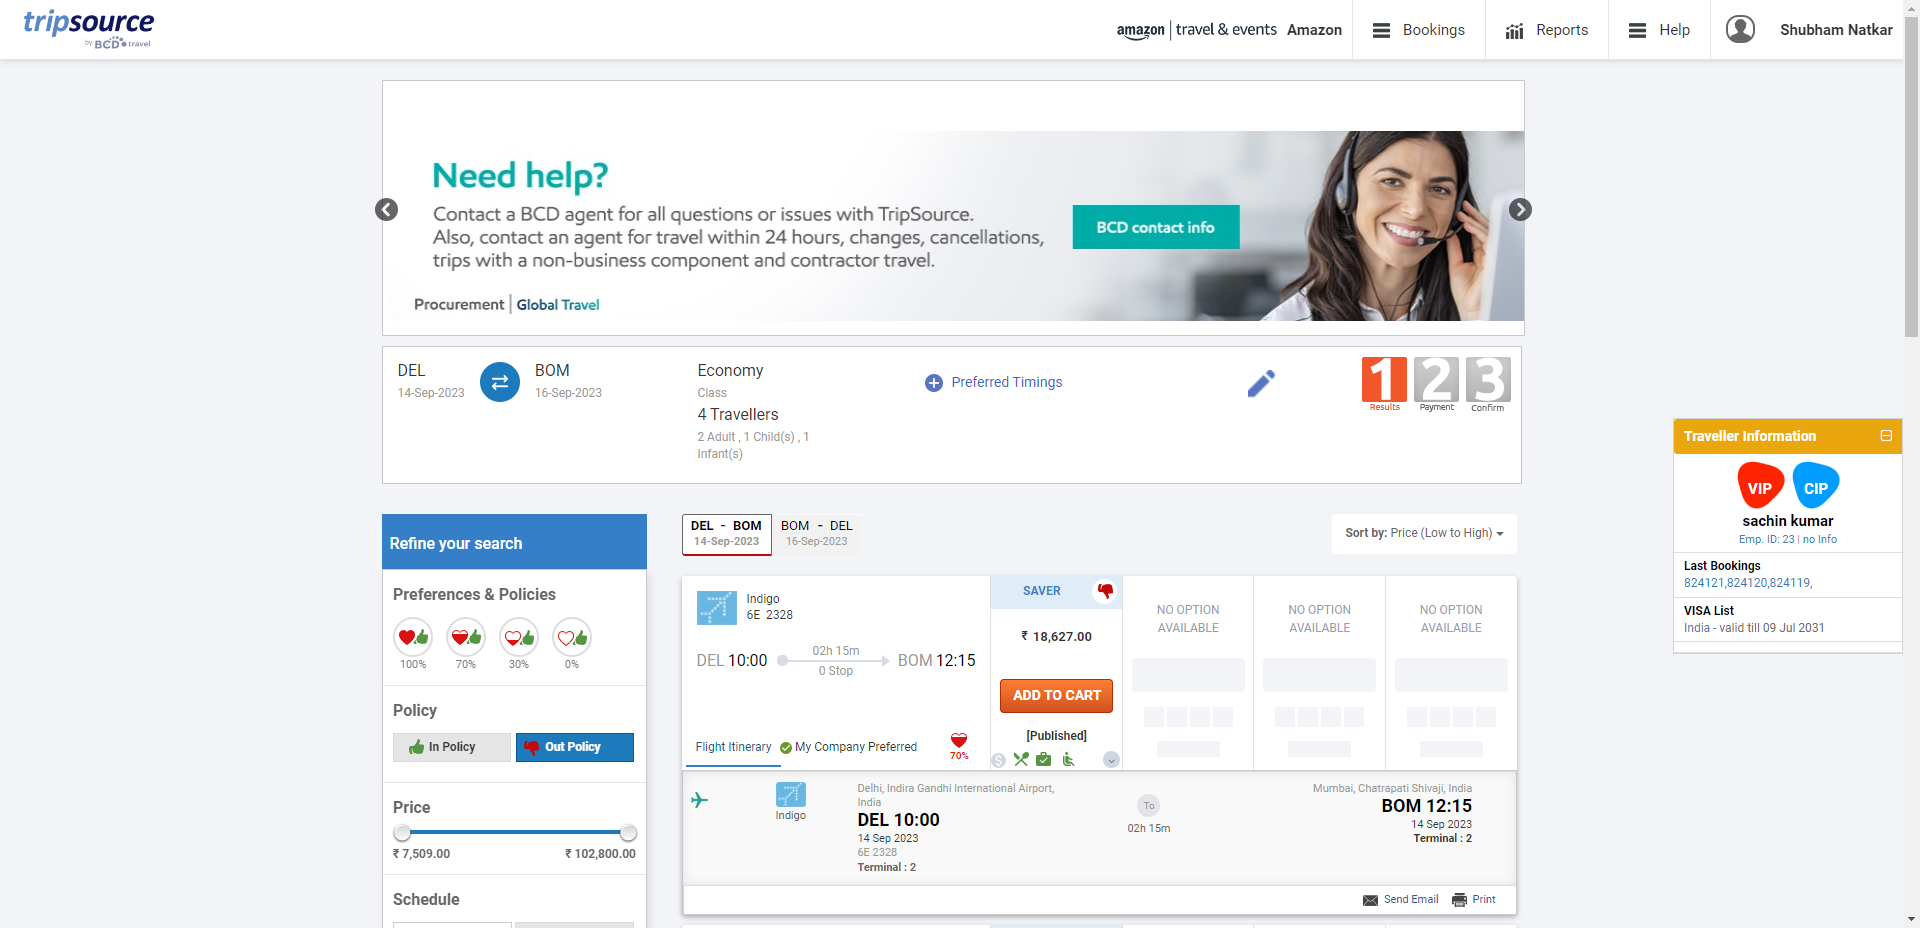 tripsource
by BCD travel
amazon | travel & events Amazon
Bookings
Reports
Help
Shubham Natkar
Need help?
Contact a BCD agent for all questions or issues with TripSource.
Also, contact an agent for travel within 24 hours, changes, cancellations,
trips with a non-business component and contractor travel.
BCD contact info
Procurement | Global Travel
DEL
14-Sep-2023
BOM
16-Sep-2023
Economy
Class
4 Travellers
2 Adult , 1 Child(s) , 1
Infant(s)
Preferred Timings
1 2 3
Results Payment Confirm
Traveller Information
VIP CIP
sachin kumar
Emp. ID: 23 | no Info
Last Bookings
824121,824120,824119,
VISA List
India - valid till 09 Jul 2031
Refine your search
Preferences & Policies
100% 70% 30% 0%
Policy
In Policy Out Policy
Price
₹ 7,509.00 ₹ 102,800.00
Schedule
DEL - BOM
14-Sep-2023
BOM - DEL
16-Sep-2023
Sort by: Price (Low to High)
Indigo
6E 2328
DEL 10:00
02h 15m
0 Stop
BOM 12:15
Flight Itinerary
My Company Preferred
70%
SAVER
₹ 18,627.00
ADD TO CART
[Published]
$
NO OPTION
AVAILABLE
NO OPTION
AVAILABLE
NO OPTION
AVAILABLE
Indigo
Delhi, Indira Gandhi International Airport,
India
DEL 10:00
14 Sep 2023
6E 2328
Terminal : 2
To
02h 15m
Mumbai, Chatrapati Shivaji, India
BOM 12:15
14 Sep 2023
Terminal : 2
Send Email
Print